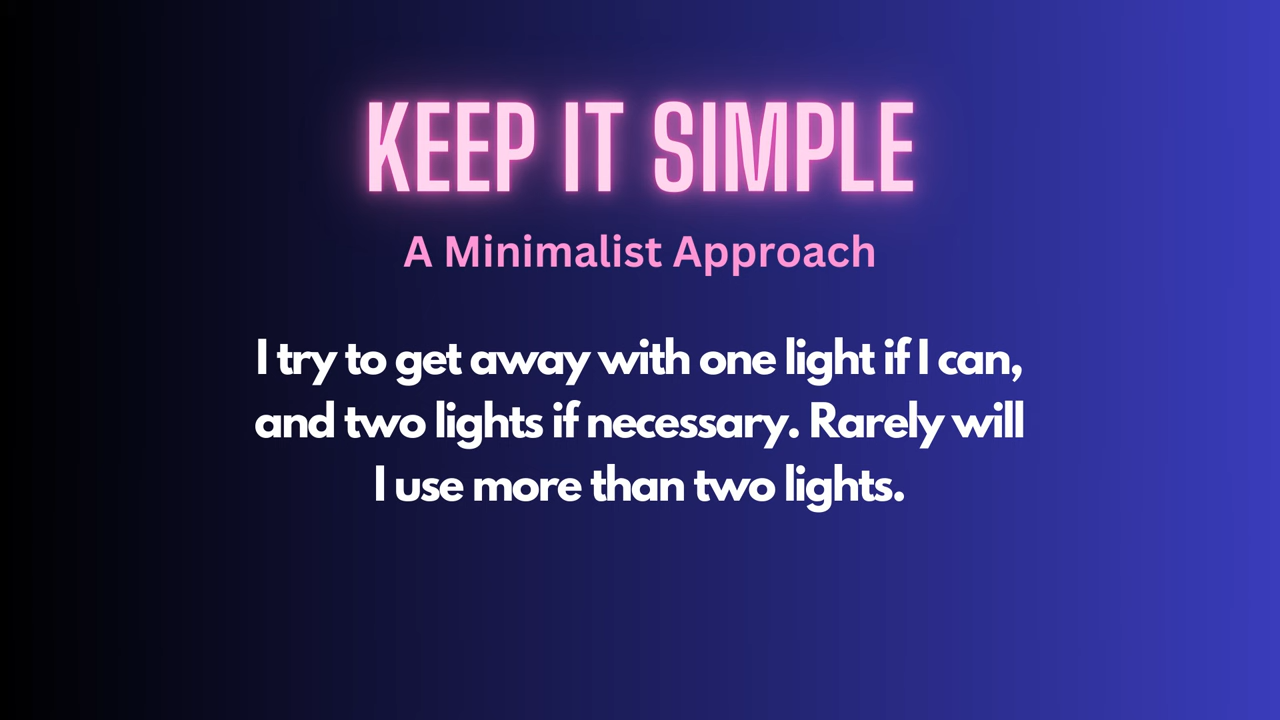 KEEP IT SIMPLE
A Minimalist Approach
I try to get away with one light if I can,
and two lights if necessary. Rarely will
I use more than two lights.